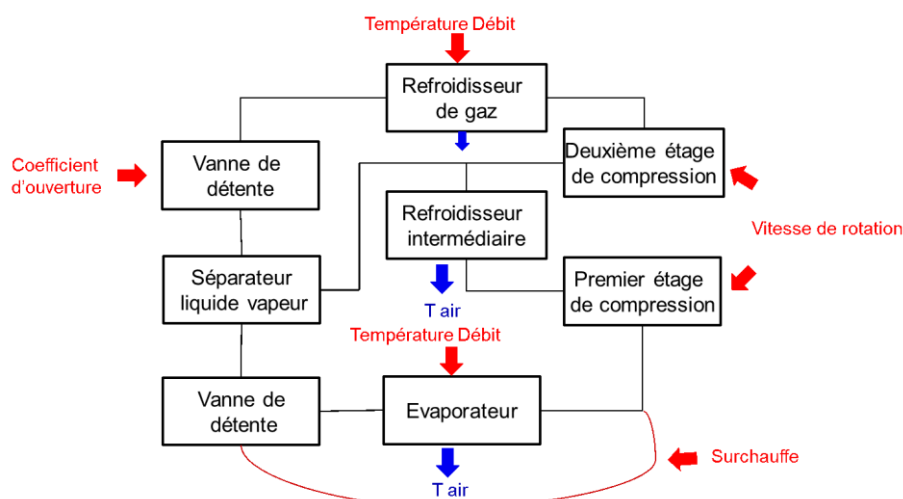 Température Débit
Refroidisseur
de gaz
Coefficient
d'ouverture
Vanne de
détente
Deuxième étage
de compression
Refroidisseur
intermédiaire
Vitesse de rotation
Séparateur
liquide vapeur
Premier étage
de compression
T air
Température Débit
Vanne de
détente
Evaporateur
Surchauffe
T air